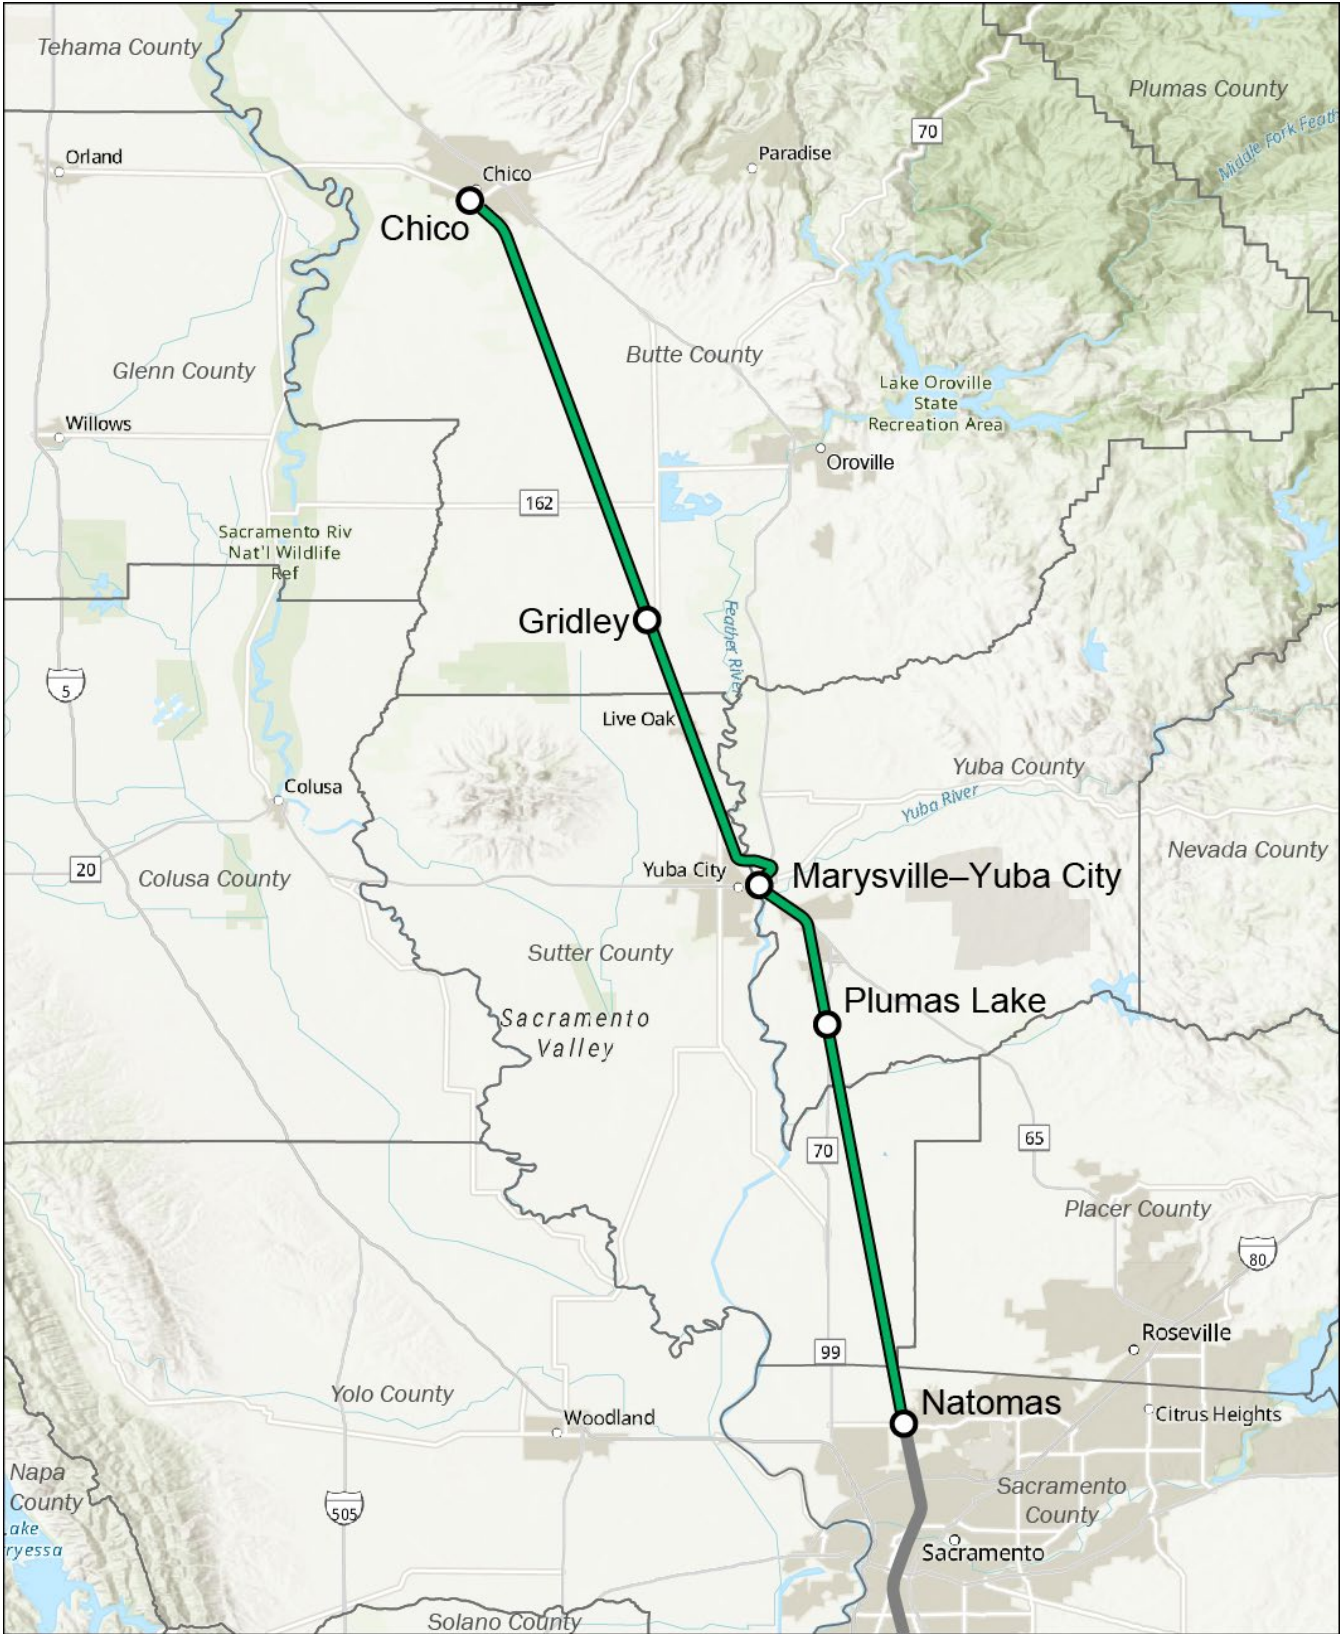 Tehama County
Plumas County
Middle Fork Feath
70
Orland
Paradise
Chico
Chico
Butte County
Glenn County
Lake Oroville
State
Recreation Area
Willows
Oroville
162
Sacramento Riv
Nat'l Wildlife
Ref
Gridley
Feather River
5
Live Oak
Yuba County
Colusa
Yuba River
20
Colusa County
Yuba City
Marysville–Yuba City
Nevada County
Sutter County
Sacramento
Valley
Plumas Lake
65
70
Placer County
80
Roseville
99
Yolo County
Natomas
Woodland
Citrus Heights
Napa
County
Sacramento
County
505
ake
ryessa
Sacramento
Solano County